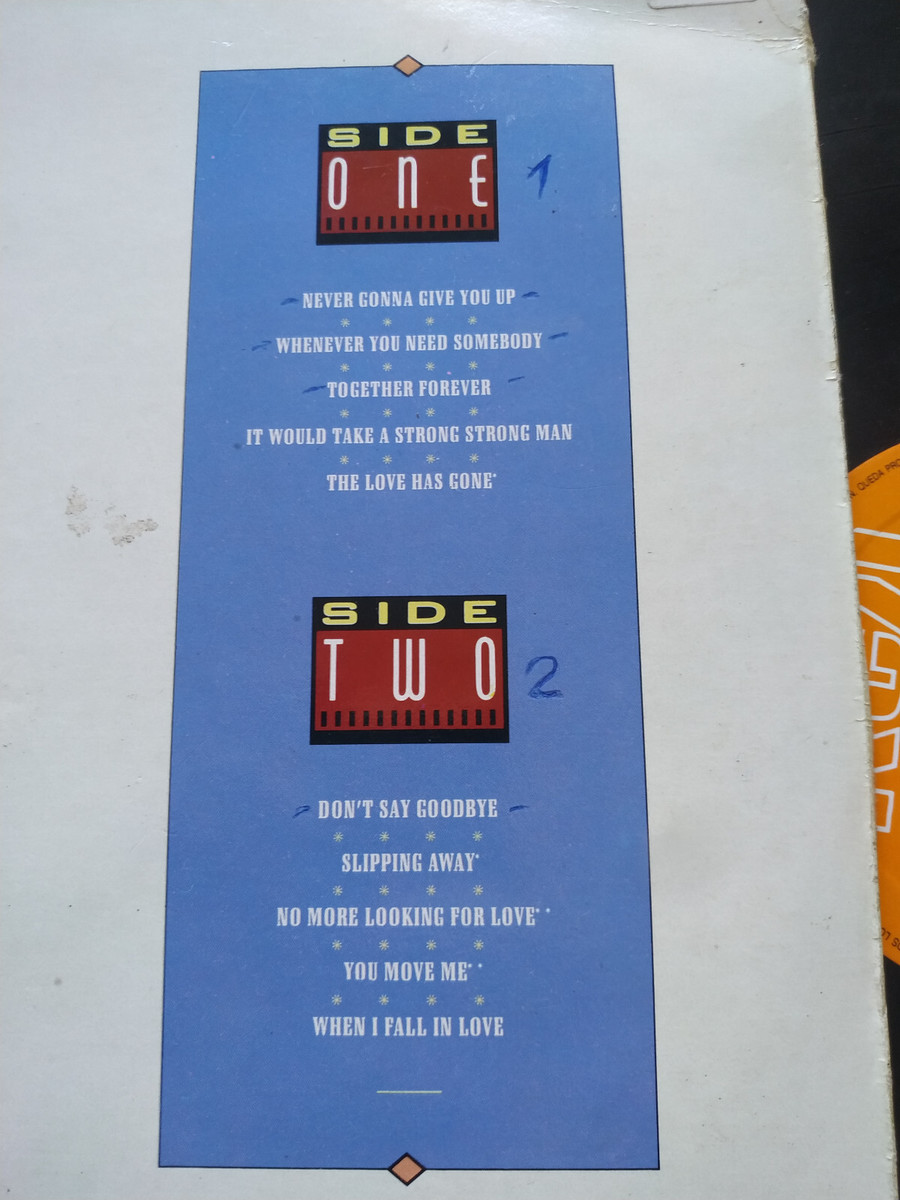 SIDE
ONE
1
NEVER GONNA GIVE YOU UP
WHENEVER YOU NEED SOMEBODY
TOGETHER FOREVER
IT WOULD TAKE A STRONG STRONG MAN
THE LOVE HAS GONE*
SIDE
TWO
2
DON'T SAY GOODBYE
SLIPPING AWAY*
NO MORE LOOKING FOR LOVE**
YOU MOVE ME**
WHEN I FALL IN LOVE
QUEDA